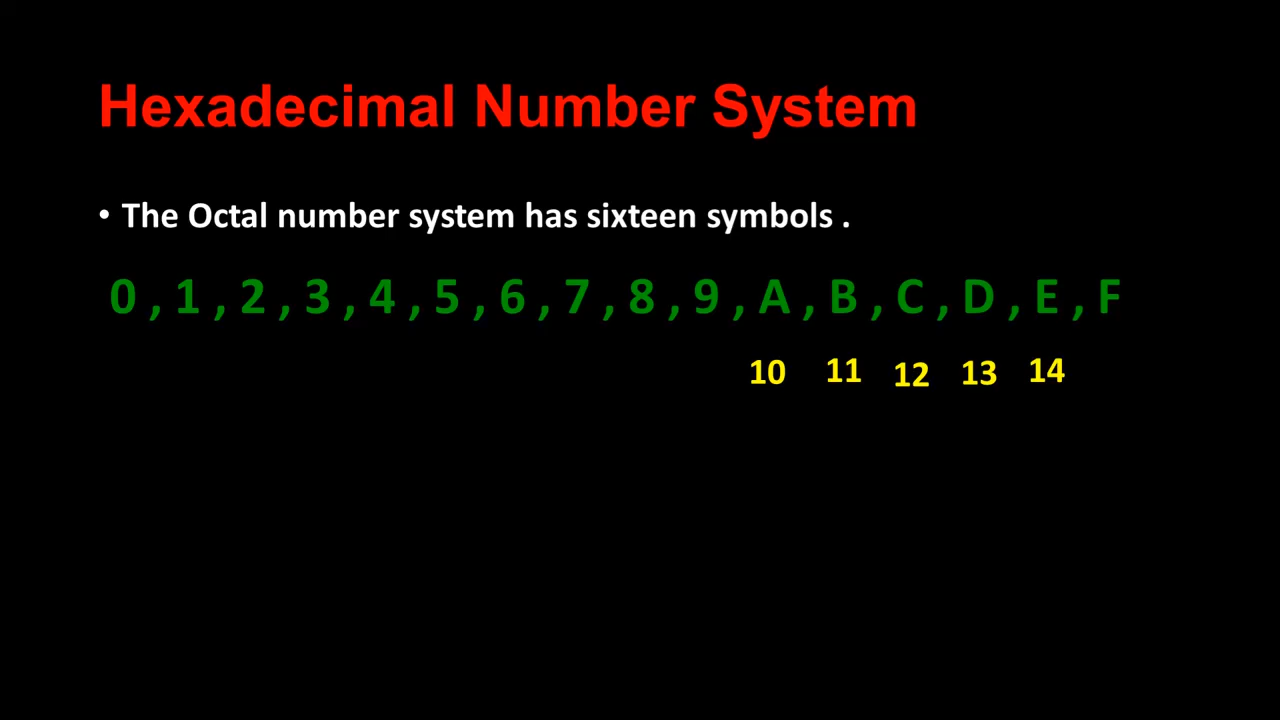 Hexadecimal Number System
• The Octal number system has sixteen symbols .
0 , 1 , 2 , 3 , 4 , 5 , 6 , 7 , 8 , 9 , A , B , C , D , E , F
10 11 12 13 14